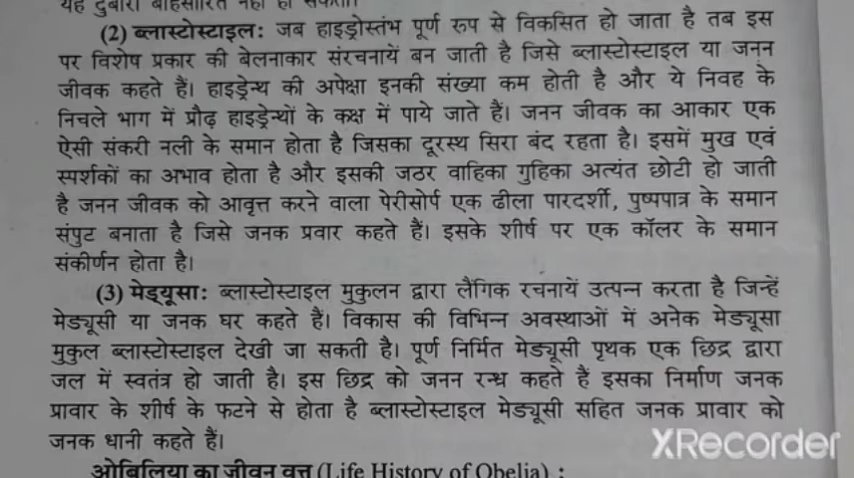 यह दुबारा बाहिसारित नहीं हो सकता।
(2) ब्लास्टोस्टाइल: जब हाइड्रोस्तंभ पूर्ण रुप से विकसित हो जाता है तब इस
पर विशेष प्रकार की बेलनाकार संरचनायें बन जाती है जिसे ब्लास्टोस्टाइल या जनन
जीवक कहते हैं। हाइड्रेन्थ की अपेक्षा इनकी संख्या कम होती है और ये निवह के
निचले भाग में प्रौढ़ हाइड्रेन्थों के कक्ष में पाये जाते हैं। जनन जीवक का आकार एक
ऐसी संकरी नली के समान होता है जिसका दूरस्थ सिरा बंद रहता है। इसमें मुख एवं
स्पर्शकों का अभाव होता है और इसकी जठर वाहिका गुहिका अत्यंत छोटी हो जाती
है जनन जीवक को आवृत्त करने वाला पेरीसोर्प एक ढीला पारदर्शी, पुष्पपात्र के समान
संपुट बनाता है जिसे जनक प्रवार कहते हैं। इसके शीर्ष पर एक कॉलर के समान
संकीर्णन होता है।
(3) मेड्यूसा: ब्लास्टोस्टाइल मुकुलन द्वारा लैंगिक रचनायें उत्पन्न करता है जिन्हें
मेड्यूसी या जनक घर कहते हैं। विकास की विभिन्न अवस्थाओं में अनेक मेड्यूसा
मुकुल ब्लास्टोस्टाइल देखी जा सकती है। पूर्ण निर्मित मेड्यूसी पृथक एक छिद्र द्वारा
जल में स्वतंत्र हो जाती है। इस छिद्र को जनन रन्ध्र कहते हैं इसका निर्माण जनक
प्रावार के शीर्ष के फटने से होता है ब्लास्टोस्टाइल मेड्यूसी सहित जनक प्रावार को
जनक धानी कहते हैं।
XRecorder
ओबिलिया का जीवन वृत्त (Life History of Obelia) :